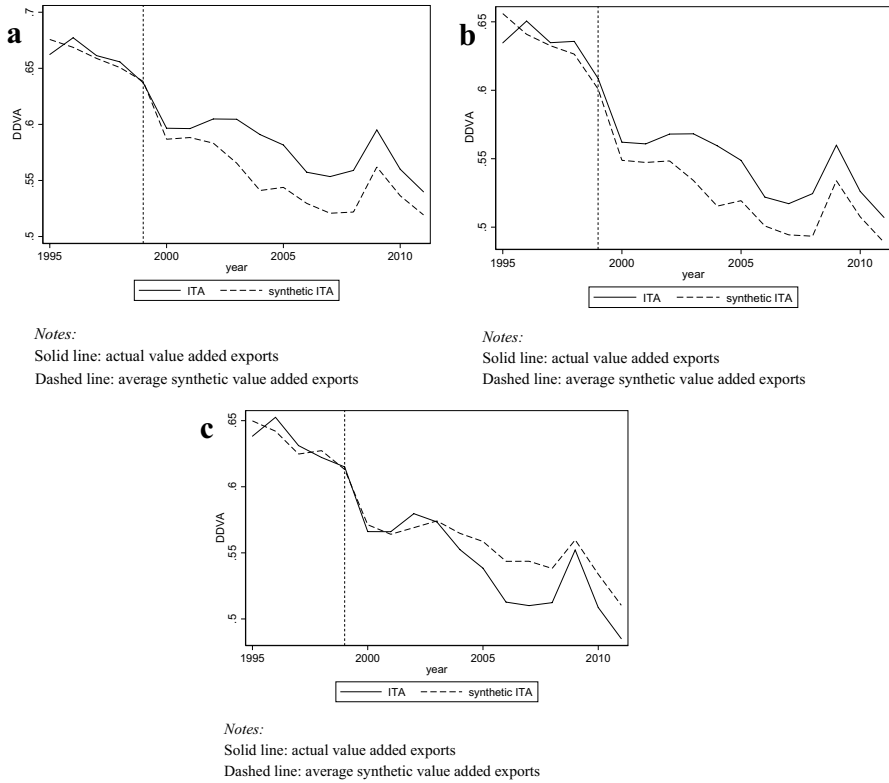 a
.7
.65
.6
.55
.5
DDVA
1995 2000 2005 2010
year
ITA synthetic ITA
Notes:
Solid line: actual value added exports
Dashed line: average synthetic value added exports
b
.65
.6
.55
.5
DDVA
1995 2000 2005 2010
year
ITA synthetic ITA
Notes:
Solid line: actual value added exports
Dashed line: average synthetic value added exports
c
.65
.6
.55
.5
DDVA
1995 2000 2005 2010
year
ITA synthetic ITA
Notes:
Solid line: actual value added exports
Dashed line: average synthetic value added exports